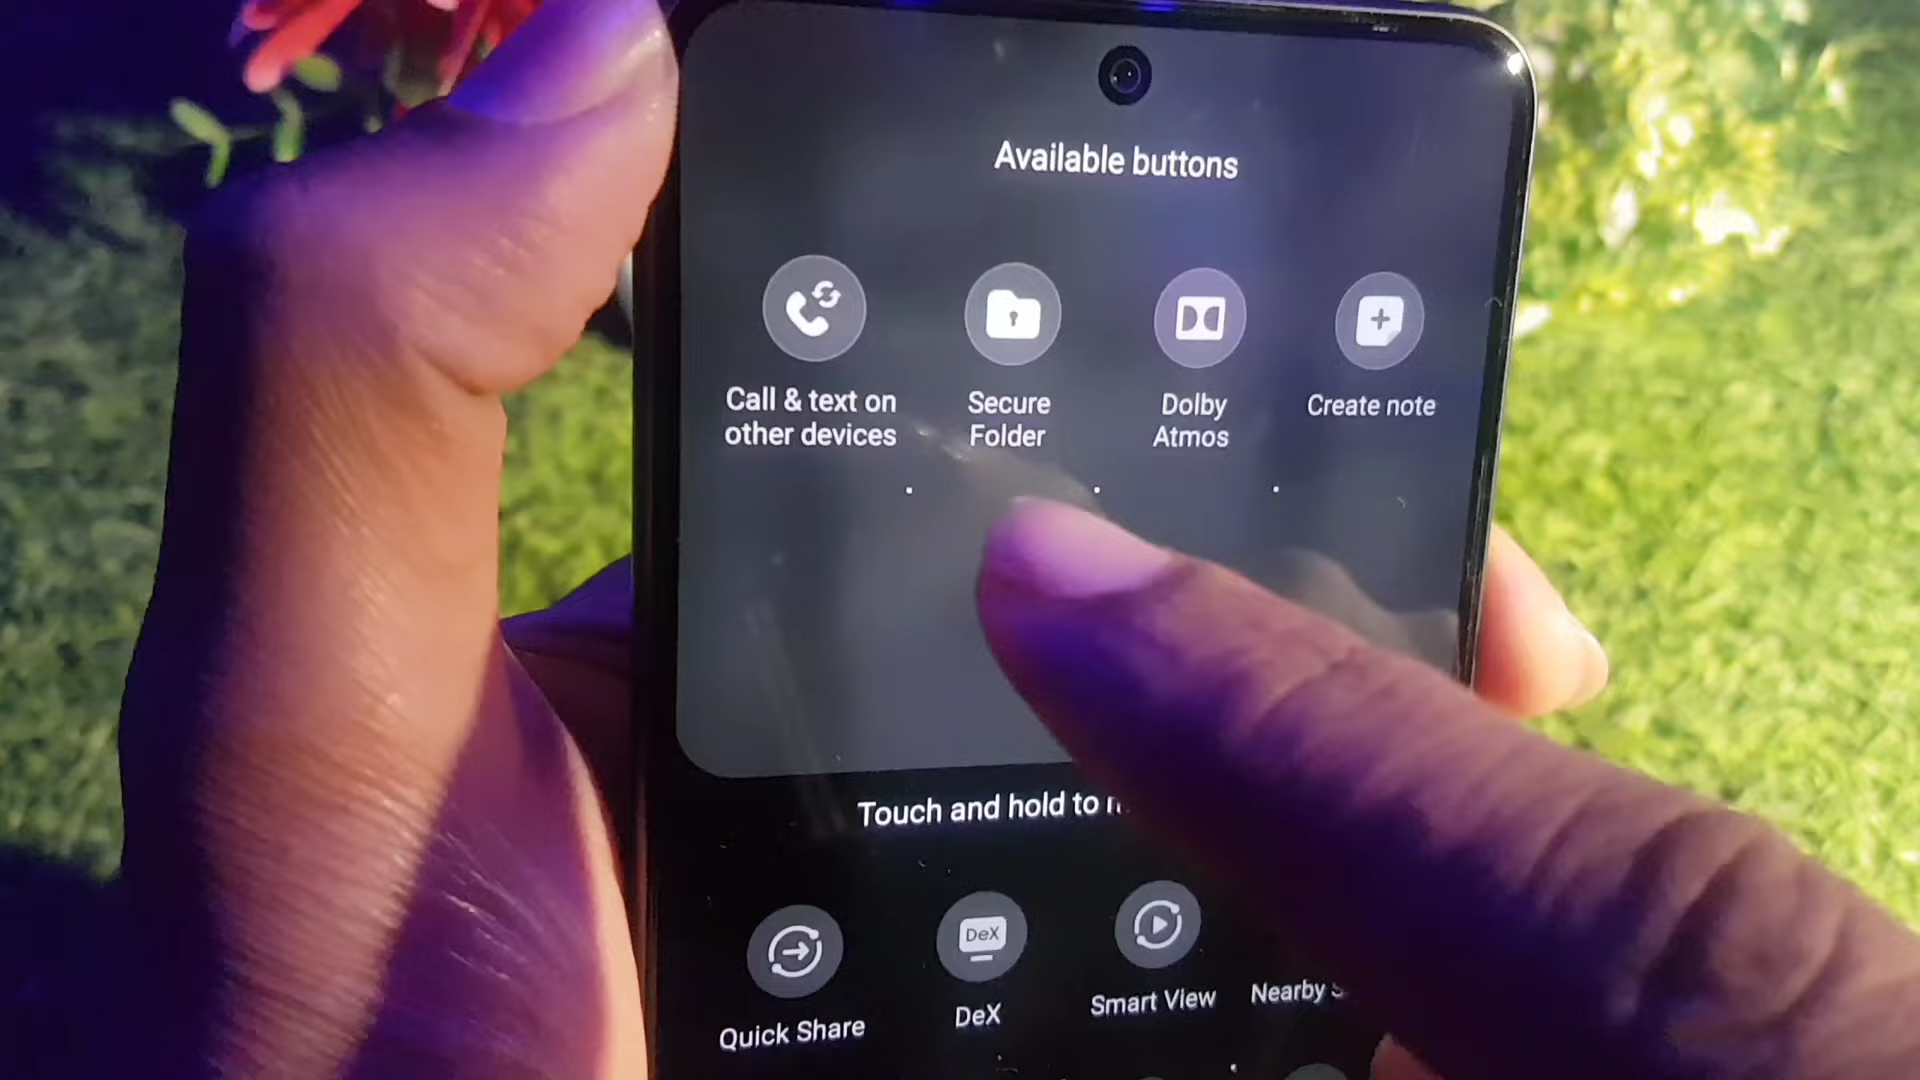 Available buttons
Call & text on
other devices
Secure
Folder
Dolby
Atmos
Create note
Touch and hold to
DeX
Quick Share
DeX
Smart View
Nearby